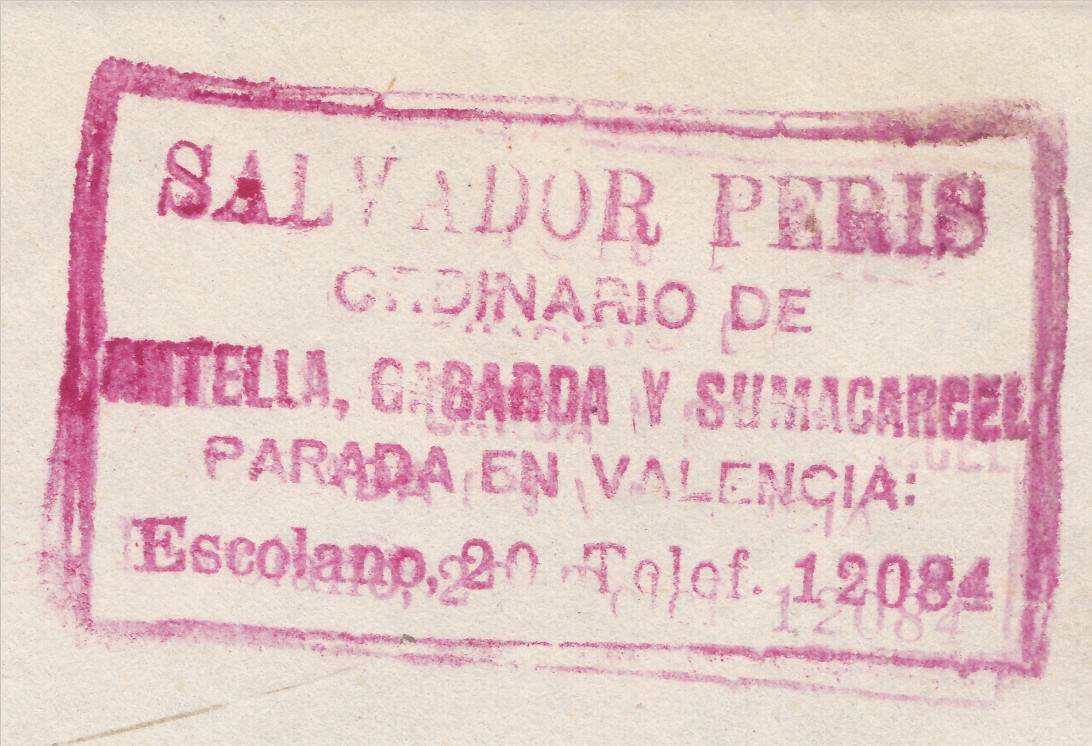 SALVADOR PERIS
ORDINARIO DE
ANTELLA, GABARDA Y SUMACARCEL
PARADA EN VALENCIA:
Escolano, 20 - Telef. 12084